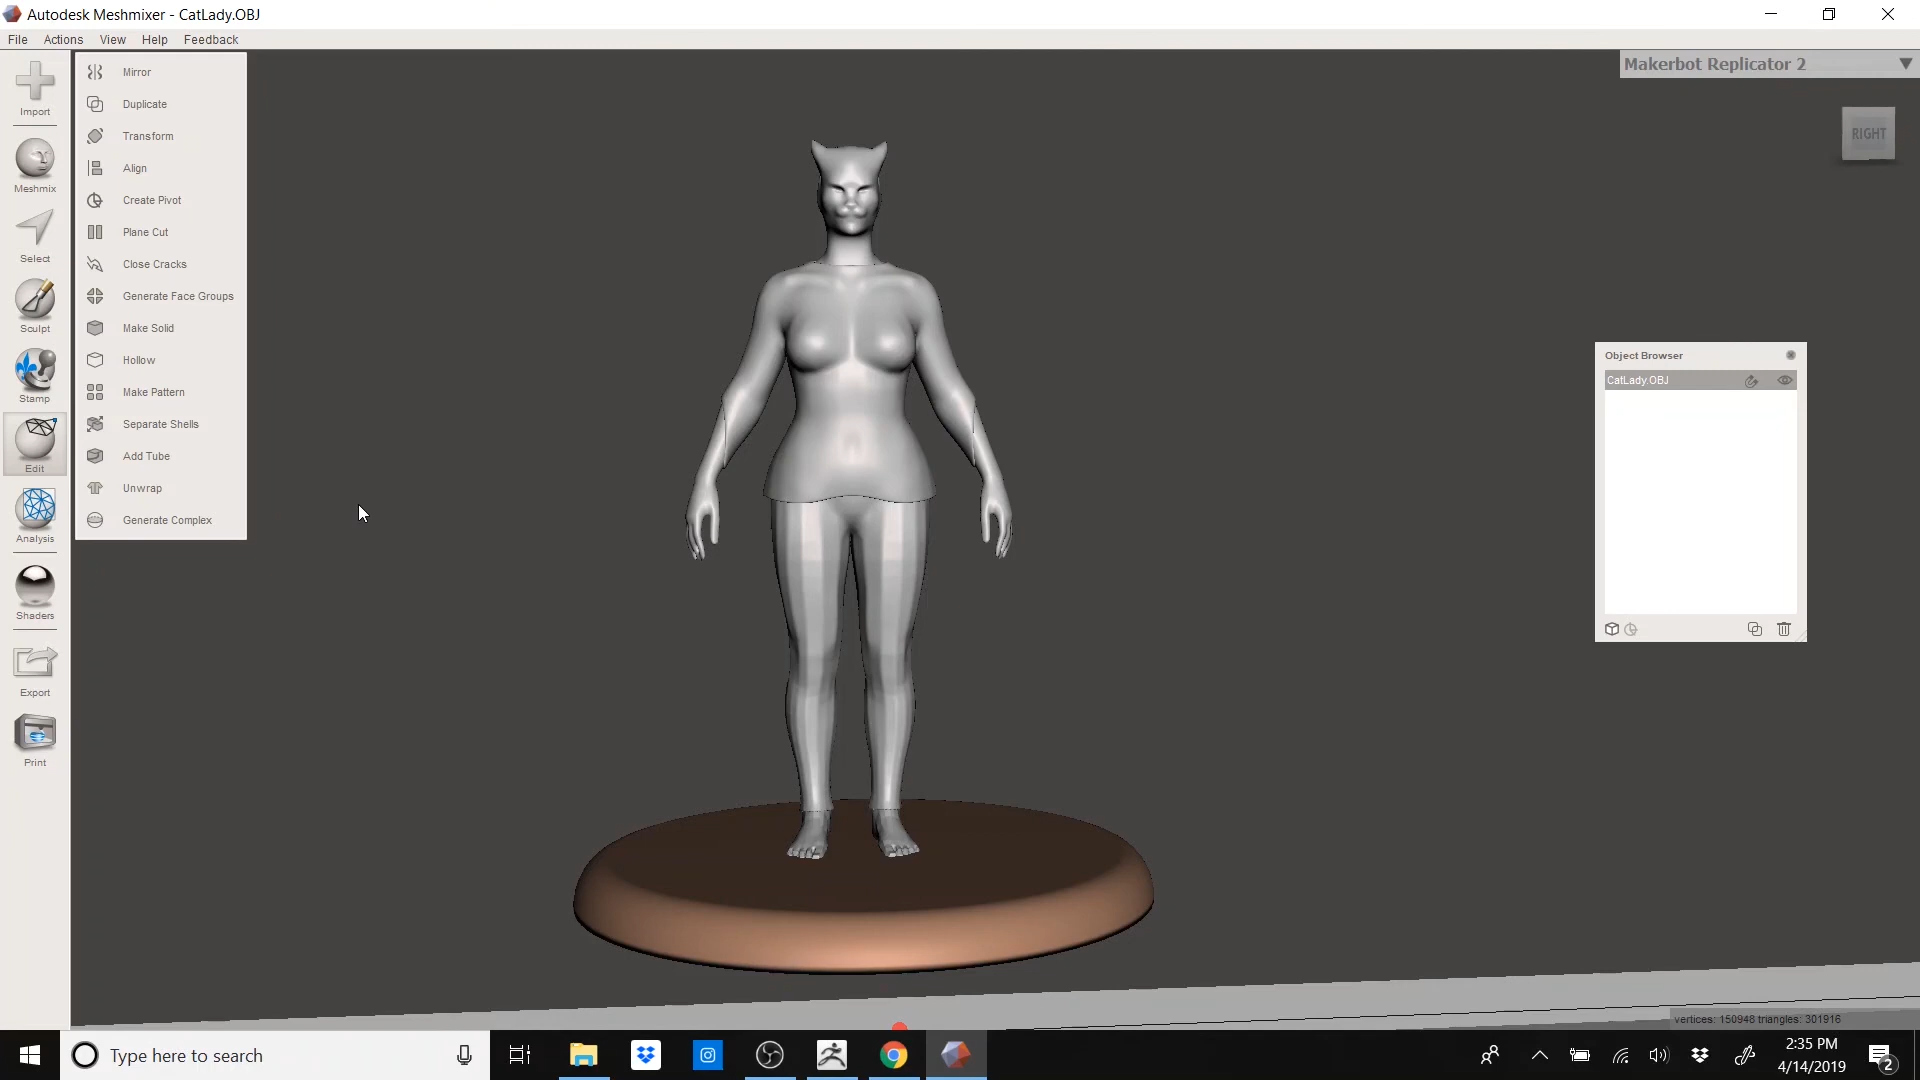 Autodesk Meshmixer - CatLady.OBJ
File Actions View Help Feedback
Import
Meshmix
Select
Sculpt
Stamp
Edit
Analysis
Shaders
Export
Print
Mirror
Duplicate
Transform
Align
Create Pivot
Plane Cut
Close Cracks
Generate Face Groups
Make Solid
Hollow
Make Pattern
Separate Shells
Add Tube
Unwrap
Generate Complex
Makerbot Replicator 2
RIGHT
Object Browser
CatLady.OBJ
vertices: 150948 triangles: 301916
Type here to search
2:35 PM
4/14/2019
2